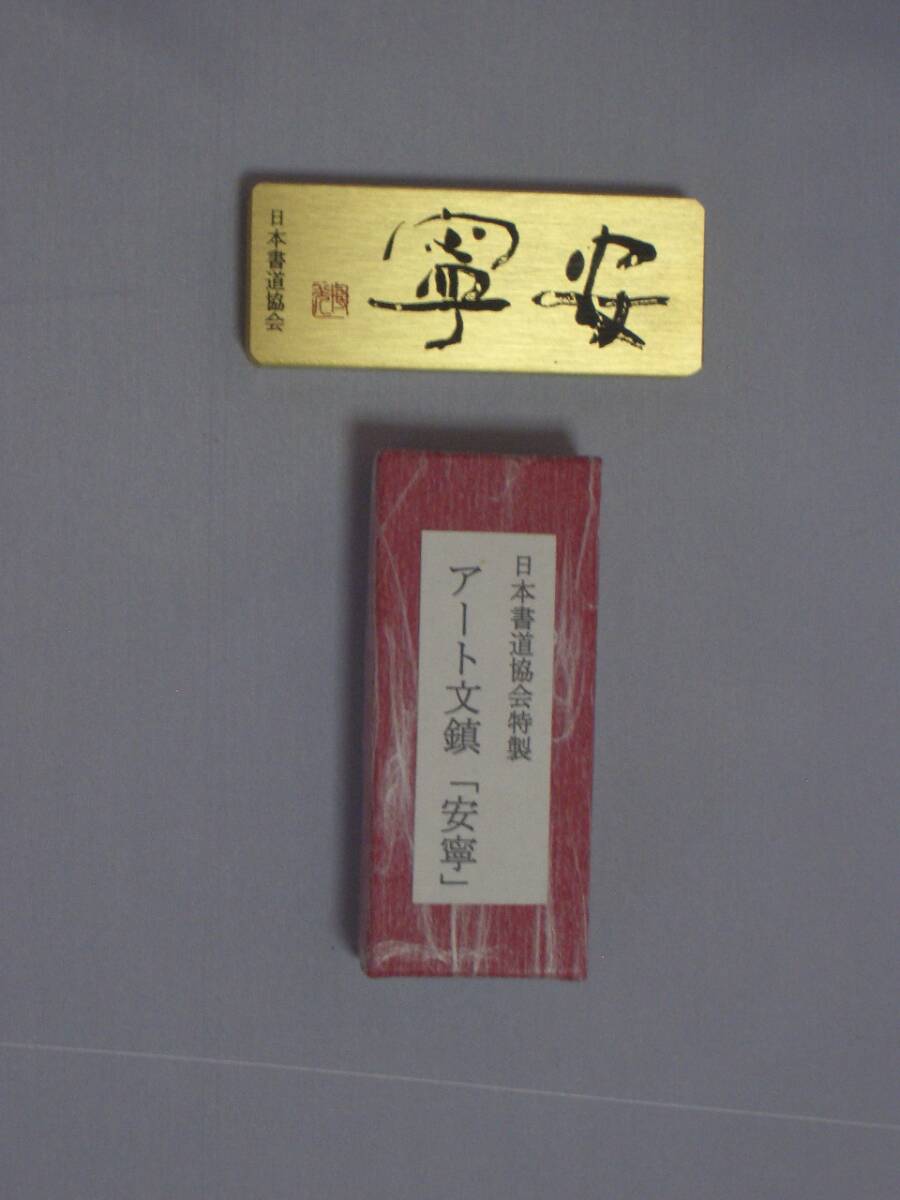 安寧
日本書道協会
日本書道協会特製
アート文鎮「安寧」